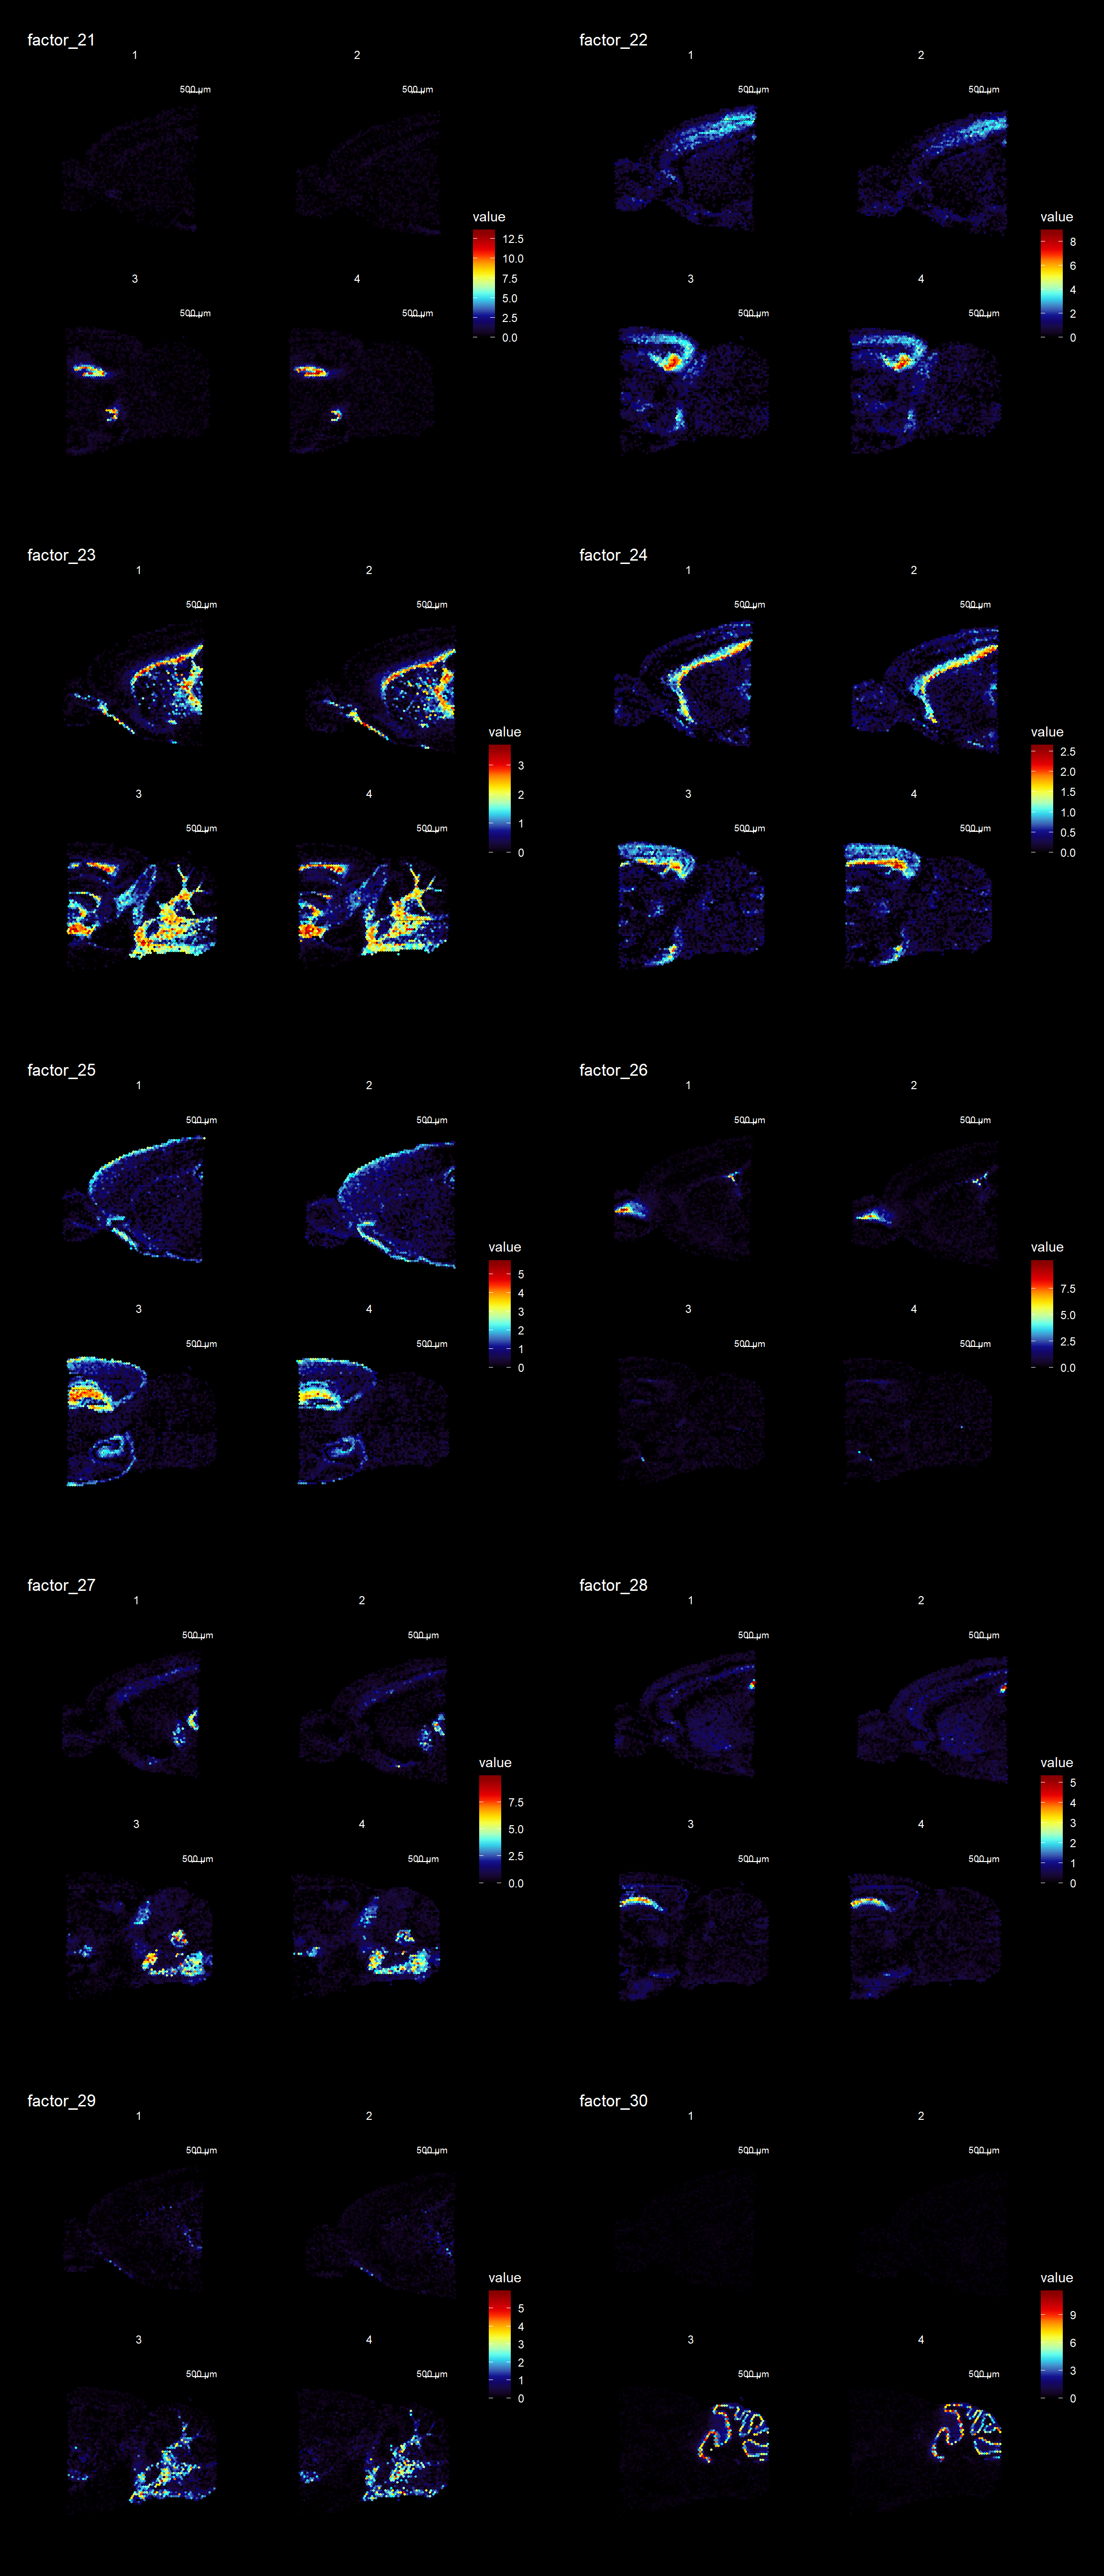 factor_21
1
2
500 µm
500 µm
3
4
500 µm
500 µm
value
12.5
10.0
7.5
5.0
2.5
0.0
factor_22
1
2
500 µm
500 µm
3
4
500 µm
500 µm
value
8
6
4
2
0
factor_23
1
2
500 µm
500 µm
3
4
500 µm
500 µm
value
3
2
1
0
factor_24
1
2
500 µm
500 µm
3
4
500 µm
500 µm
value
2.5
2.0
1.5
1.0
0.5
0.0
factor_25
1
2
500 µm
500 µm
3
4
500 µm
500 µm
value
5
4
3
2
1
0
factor_26
1
2
500 µm
500 µm
3
4
500 µm
500 µm
value
7.5
5.0
2.5
0.0
factor_27
1
2
500 µm
500 µm
3
4
500 µm
500 µm
value
7.5
5.0
2.5
0.0
factor_28
1
2
500 µm
500 µm
3
4
500 µm
500 µm
value
5
4
3
2
1
0
factor_29
1
2
500 µm
500 µm
3
4
500 µm
500 µm
value
5
4
3
2
1
0
factor_30
1
2
500 µm
500 µm
3
4
500 µm
500 µm
value
9
6
3
0